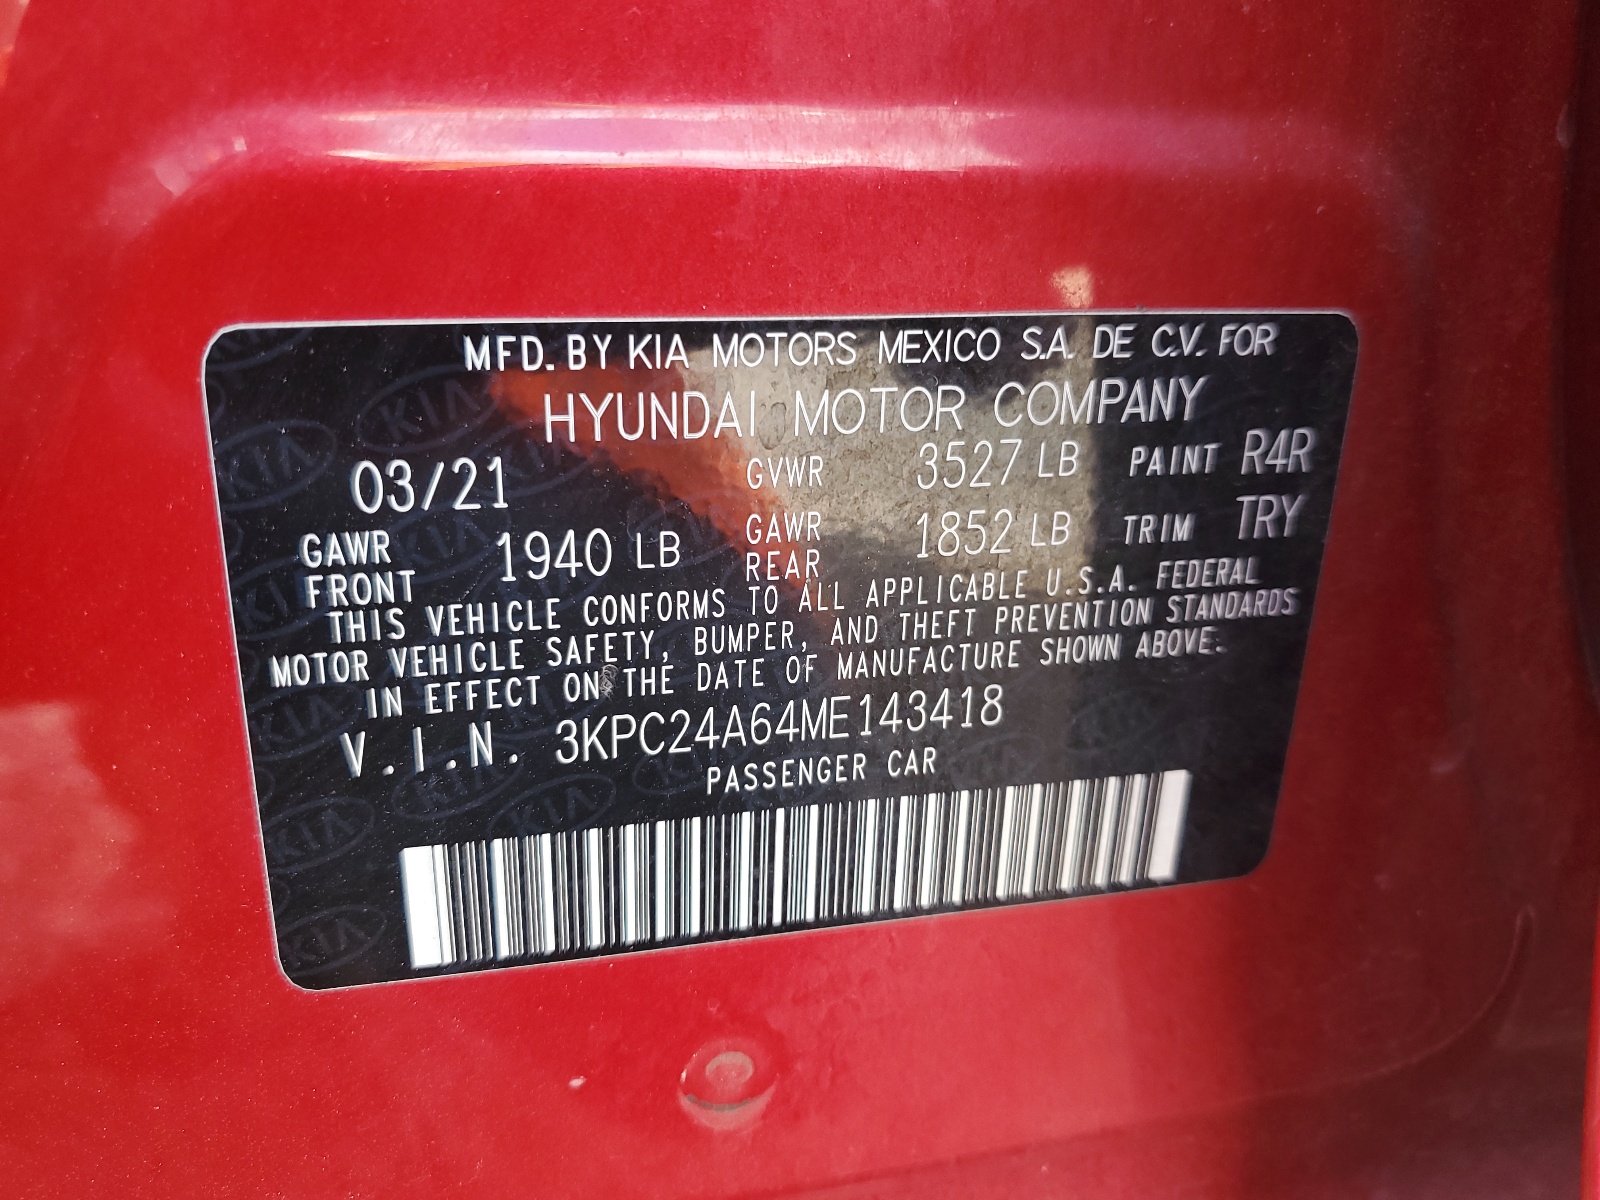 MFD. BY KIA MOTORS MEXICO S.A. DE C.V. FOR
HYUNDAI MOTOR COMPANY
03/21 GVWR 3527 LB PAINT R4R
GAWR FRONT 1940 LB GAWR REAR 1852 LB TRIM TRY
THIS VEHICLE CONFORMS TO ALL APPLICABLE U.S.A. FEDERAL
MOTOR VEHICLE SAFETY, BUMPER, AND THEFT PREVENTION STANDARDS
IN EFFECT ON THE DATE OF MANUFACTURE SHOWN ABOVE.
V.I.N. 3KPC24A64ME143418
PASSENGER CAR